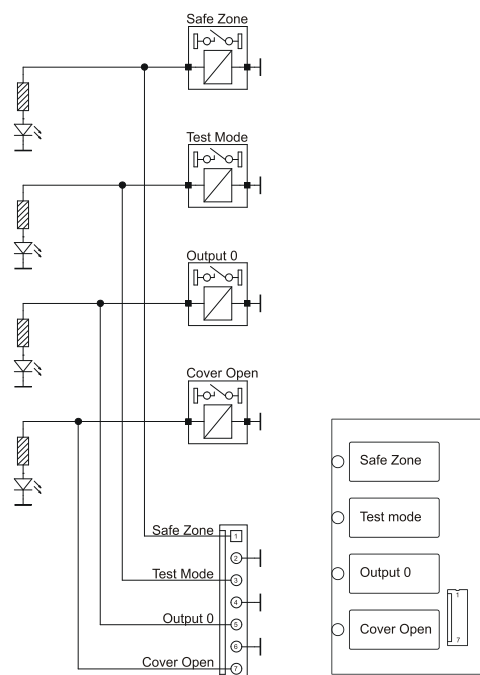 Safe Zone
Test Mode
Output 0
Cover Open
Safe Zone
1
2
Test Mode
3
4
Output 0
5
6
Cover Open
7
Safe Zone
Test mode
Output 0
Cover Open
1
7